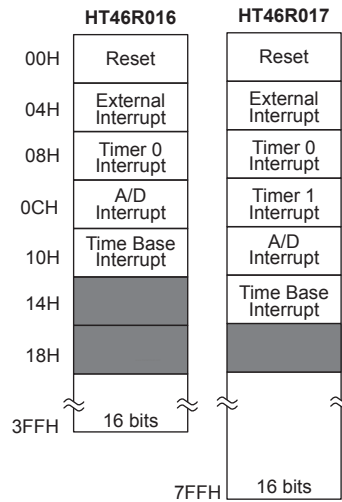 HT46R016
HT46R017
00H
Reset
Reset
04H
External
Interrupt
External
Interrupt
08H
Timer 0
Interrupt
Timer 0
Interrupt
0CH
A/D
Interrupt
Timer 1
Interrupt
10H
Time Base
Interrupt
A/D
Interrupt
14H
Time Base
Interrupt
18H
3FFH
16 bits
7FFH
16 bits